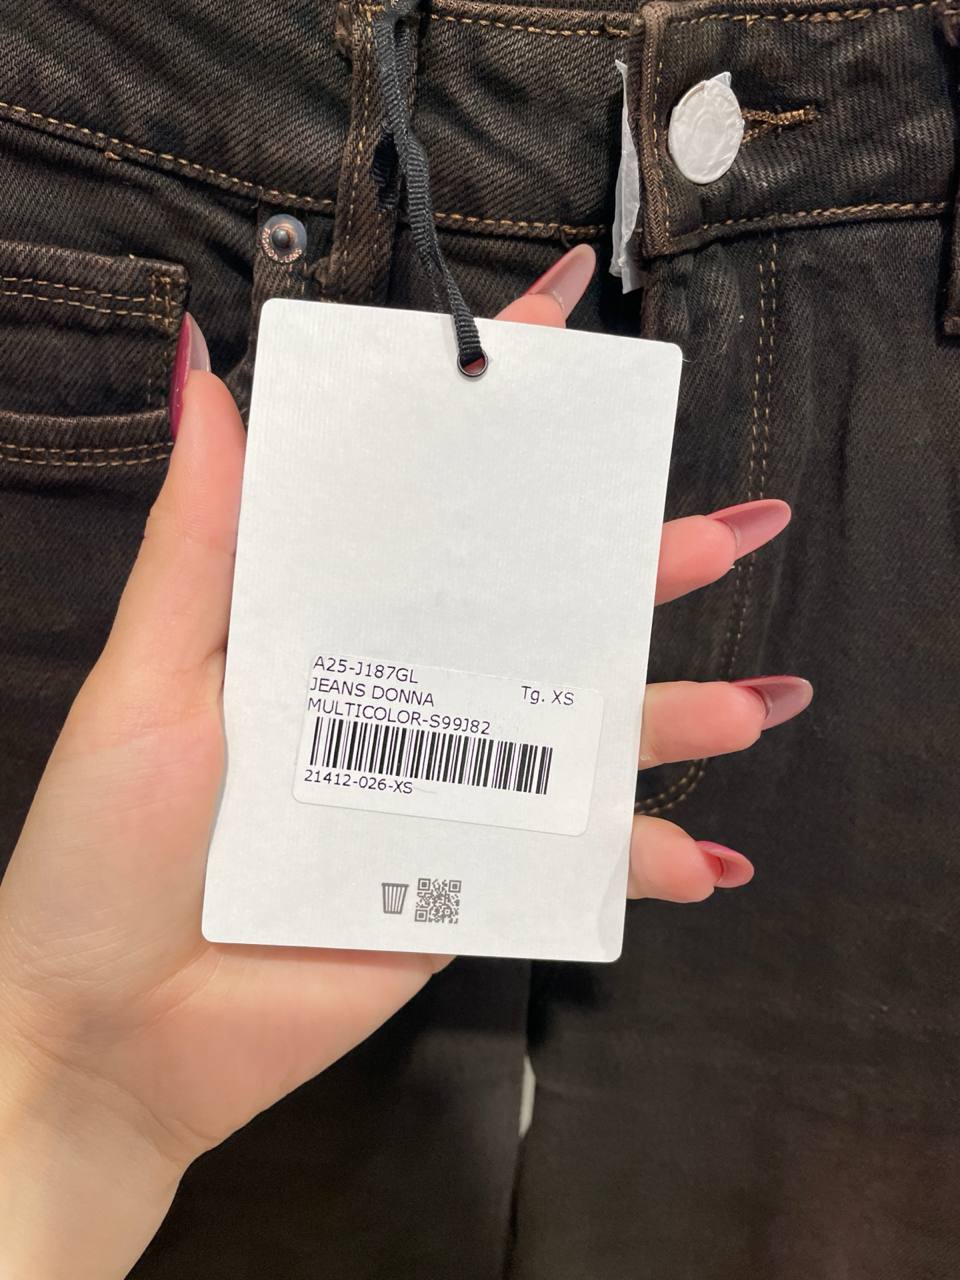 A25-J187GL
JEANS DONNA Tg. XS
MULTICOLOR-S99J82
21412-026-XS